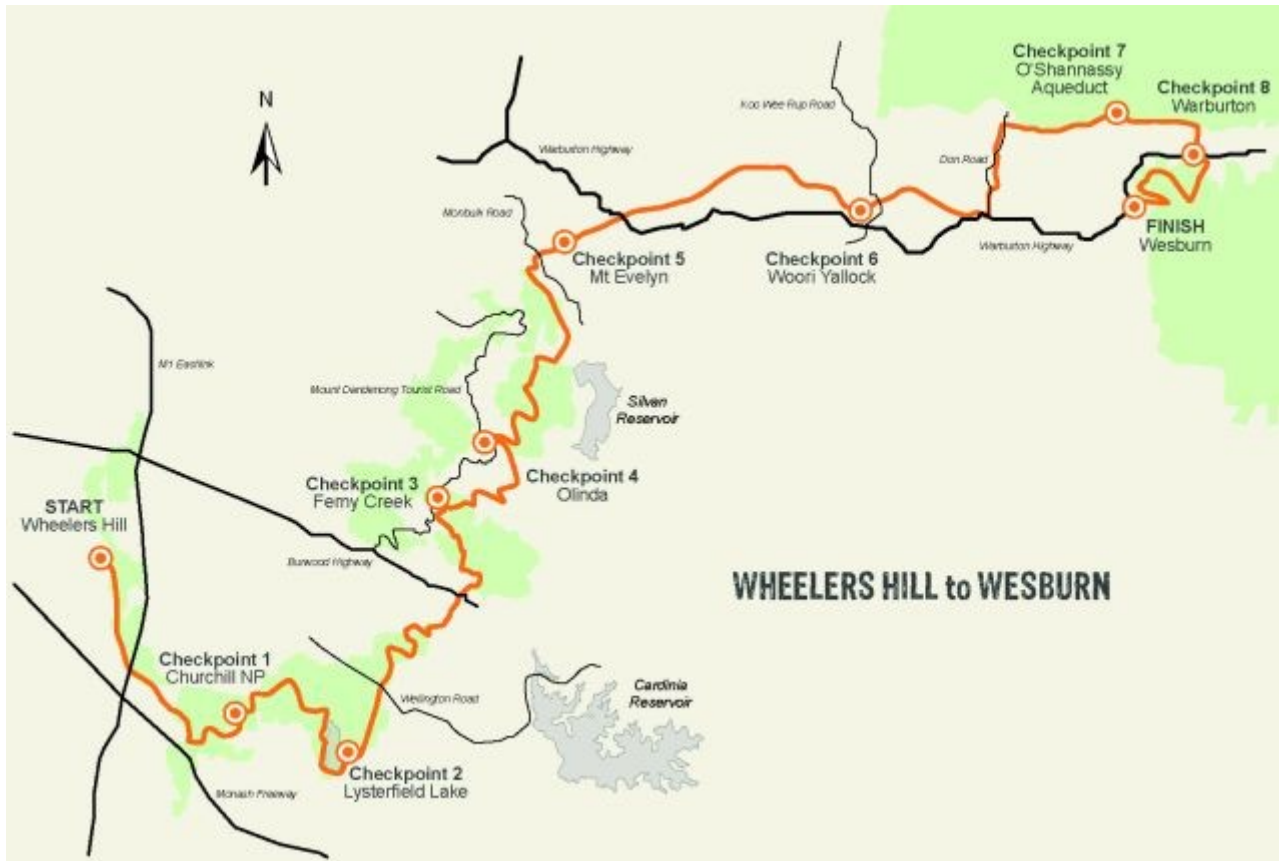 Checkpoint 7
O'Shannassy
Aqueduct
Checkpoint 8
Warburton
N
Koo Wee Rup Road
Warburton Highway
Don Road
Monbulk Road
FINISH
Wesburn
Warburton Highway
Checkpoint 5
Mt Evelyn
Checkpoint 6
Woori Yallock
M1 Eastlink
Mount Dandenong Tourist Road
Silvan
Reservoir
Checkpoint 3
Ferny Creek
Checkpoint 4
Olinda
START
Wheelers Hill
Burwood Highway
WHEELERS HILL to WESBURN
Checkpoint 1
Churchill NP
Wellington Road
Cardinia
Reservoir
Checkpoint 2
Lysterfield Lake
Monash Freeway